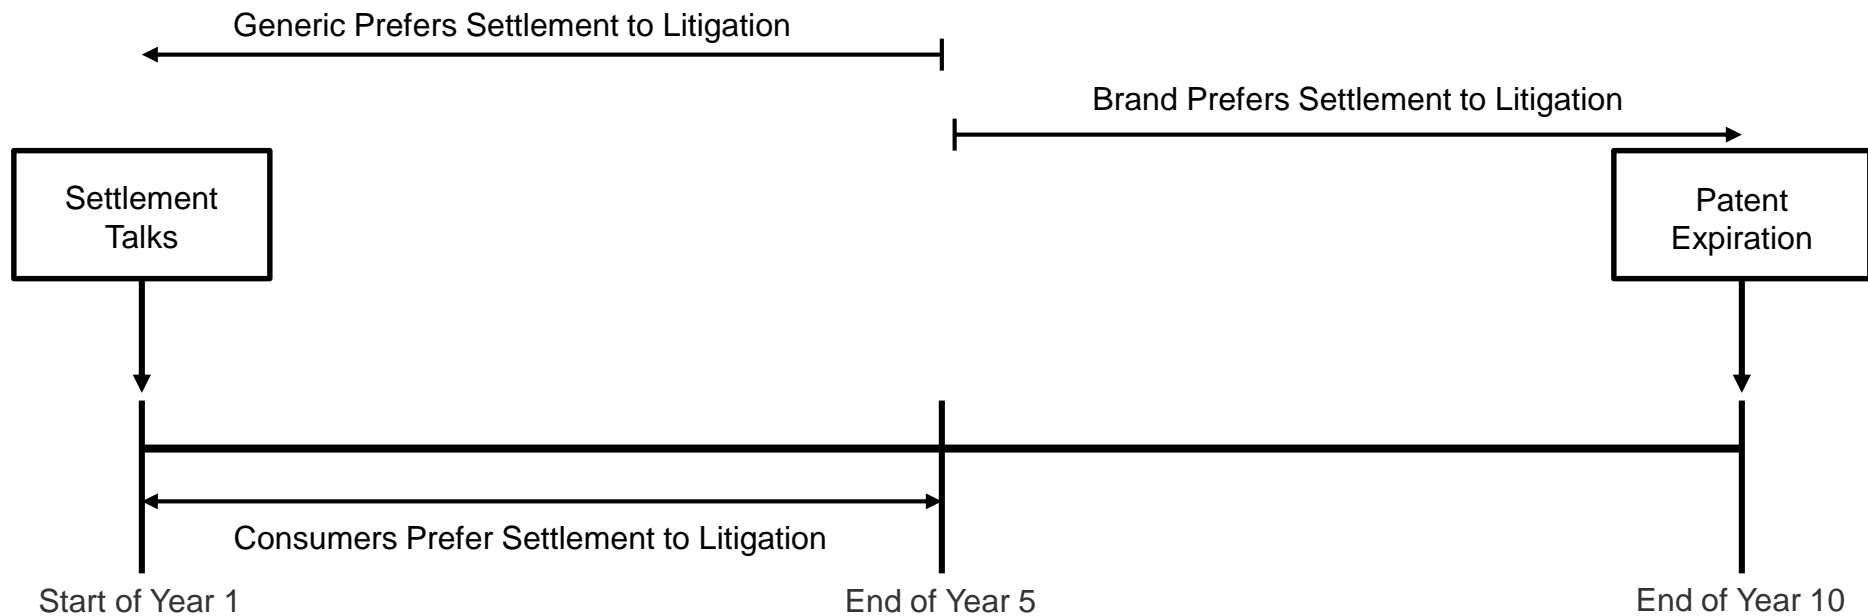 Generic Prefers Settlement to Litigation
Brand Prefers Settlement to Litigation
Settlement
Talks
Patent
Expiration
Consumers Prefer Settlement to Litigation
Start of Year 1
End of Year 5
End of Year 10